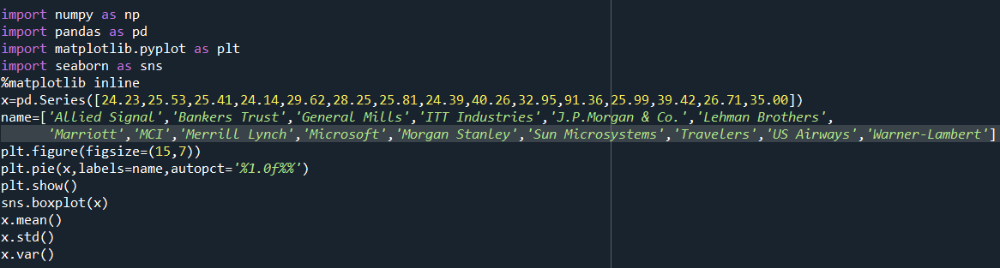 import numpy as np
import pandas as pd
import matplotlib.pyplot as plt
import seaborn as sns
%matplotlib inline
x=pd.Series([24.23,25.53,25.41,24.14,29.62,28.25,25.81,24.39,40.26,32.95,91.36,25.99,39.42,26.71,35.00])
name=['Allied Signal','Bankers Trust','General Mills','ITT Industries','J.P.Morgan & Co.','Lehman Brothers',
'Marriott','MCI','Merrill Lynch','Microsoft','Morgan Stanley','Sun Microsystems','Travelers','US Airways','Warner-Lambert']
plt.figure(figsize=(15,7))
plt.pie(x,labels=name,autopct='%1.0f%%')
plt.show()
sns.boxplot(x)
x.mean()
x.std()
x.var()